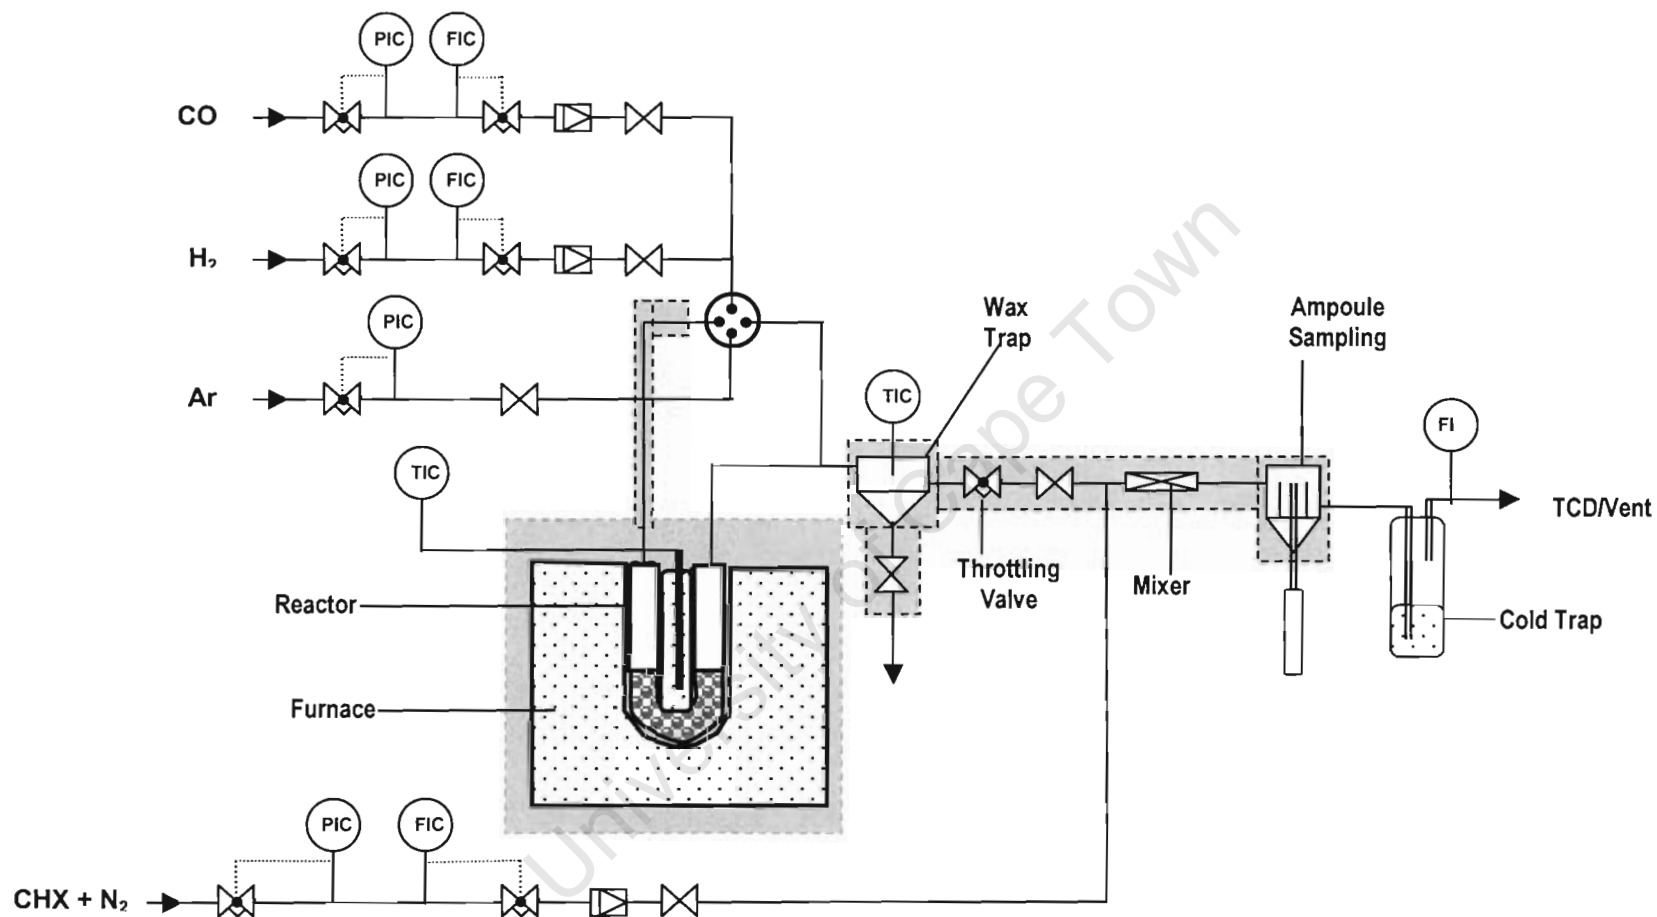 PIC
FIC
CO
PIC
FIC
H₂
PIC
Ar
Wax
Trap
Ampoule
Sampling
TIC
FI
TIC
TCD/Vent
Throttling
Valve
Mixer
Reactor
Cold Trap
Furnace
PIC
FIC
CHX + N₂
University of Cape Town